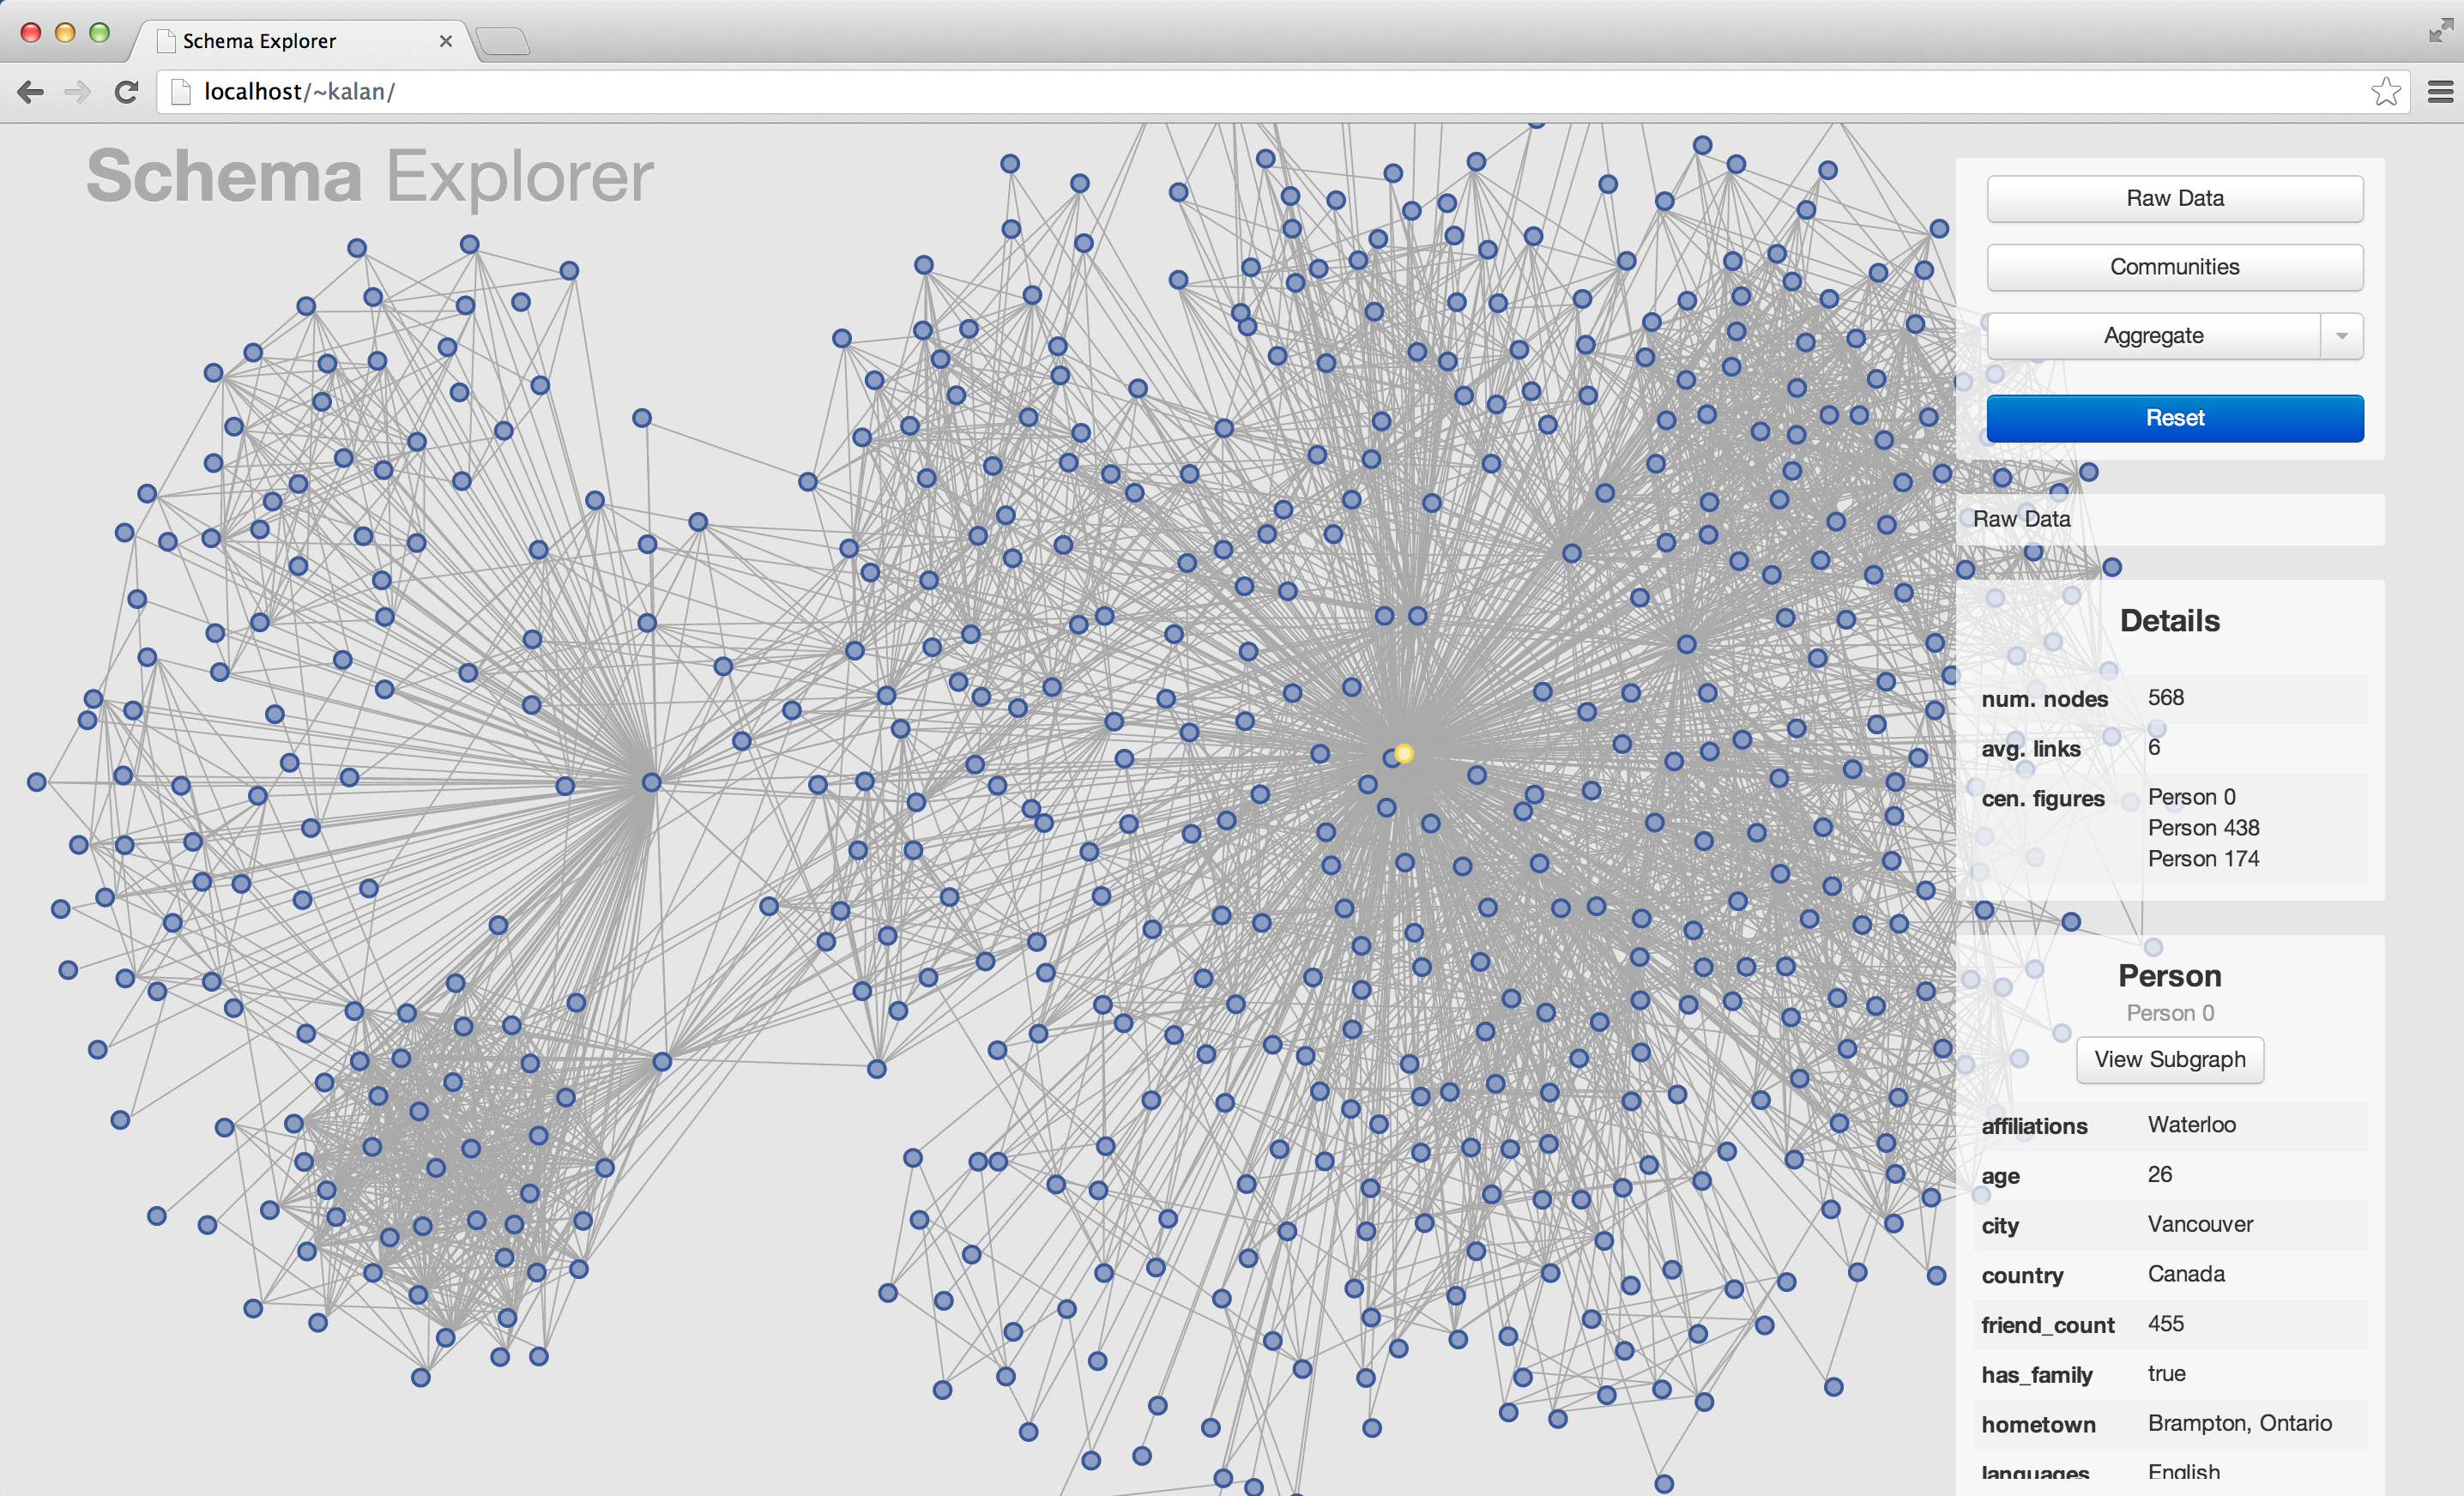 Schema Explorer
localhost/~kalan/
Schema Explorer
Raw Data
Communities
Aggregate
Reset
Raw Data
Details
num. nodes 568
avg. links 6
cen. figures Person 0
Person 438
Person 174
Person
Person 0
View Subgraph
affiliations Waterloo
age 26
city Vancouver
country Canada
friend_count 455
has_family true
hometown Brampton, Ontario
languages English